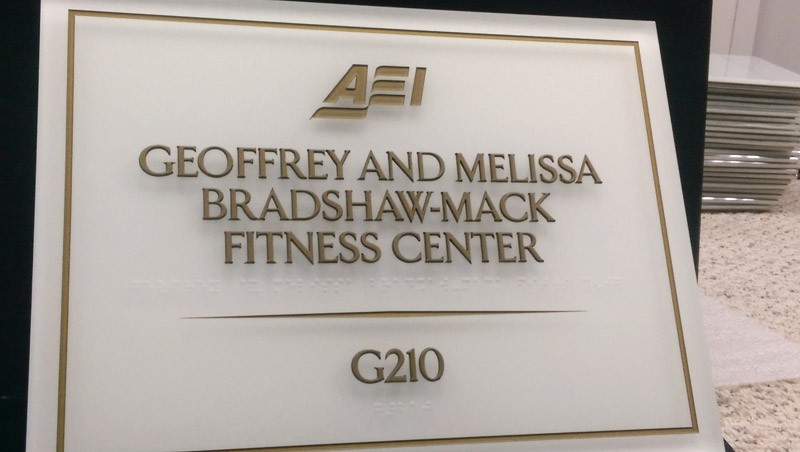 AEI
GEOFFREY AND MELISSA
BRADSHAW-MACK
FITNESS CENTER
G210